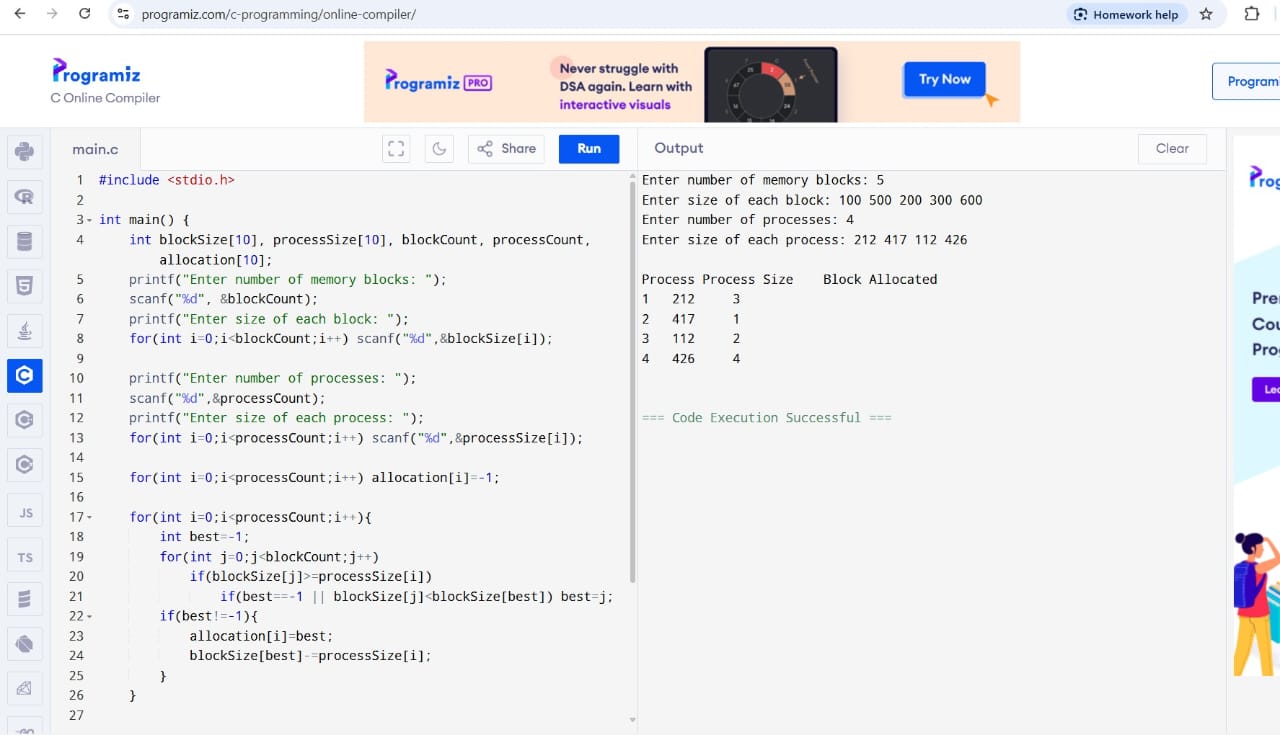 programiz.com/c-programming/online-compiler/
Homework help
Programiz
C Online Compiler
Programiz PRO
Never struggle with
DSA again. Learn with
interactive visuals
Try Now
Programi
main.c
Share
Run
Output
Clear
1 #include <stdio.h>
2
3 int main() {
4 int blockSize[10], processSize[10], blockCount, processCount,
allocation[10];
5 printf("Enter number of memory blocks: ");
6 scanf("%d", &blockCount);
7 printf("Enter size of each block: ");
8 for(int i=0;i<blockCount;i++) scanf("%d",&blockSize[i]);
9
10 printf("Enter number of processes: ");
11 scanf("%d",&processCount);
12 printf("Enter size of each process: ");
13 for(int i=0;i<processCount;i++) scanf("%d",&processSize[i]);
14
15 for(int i=0;i<processCount;i++) allocation[i]=-1;
16
17 for(int i=0;i<processCount;i++){
18 int best=-1;
19 for(int j=0;j<blockCount;j++)
20 if(blockSize[j]>=processSize[i])
21 if(best==-1 || blockSize[j]<blockSize[best]) best=j;
22 if(best!=-1){
23 allocation[i]=best;
24 blockSize[best]-=processSize[i];
25 }
26 }
27
Enter number of memory blocks: 5
Enter size of each block: 100 500 200 300 600
Enter number of processes: 4
Enter size of each process: 212 417 112 426
Process Process Size Block Allocated
1 212 3
2 417 1
3 112 2
4 426 4
=== Code Execution Successful ===
JS
TS
Prog
Pre
Cou
Pro
Lea